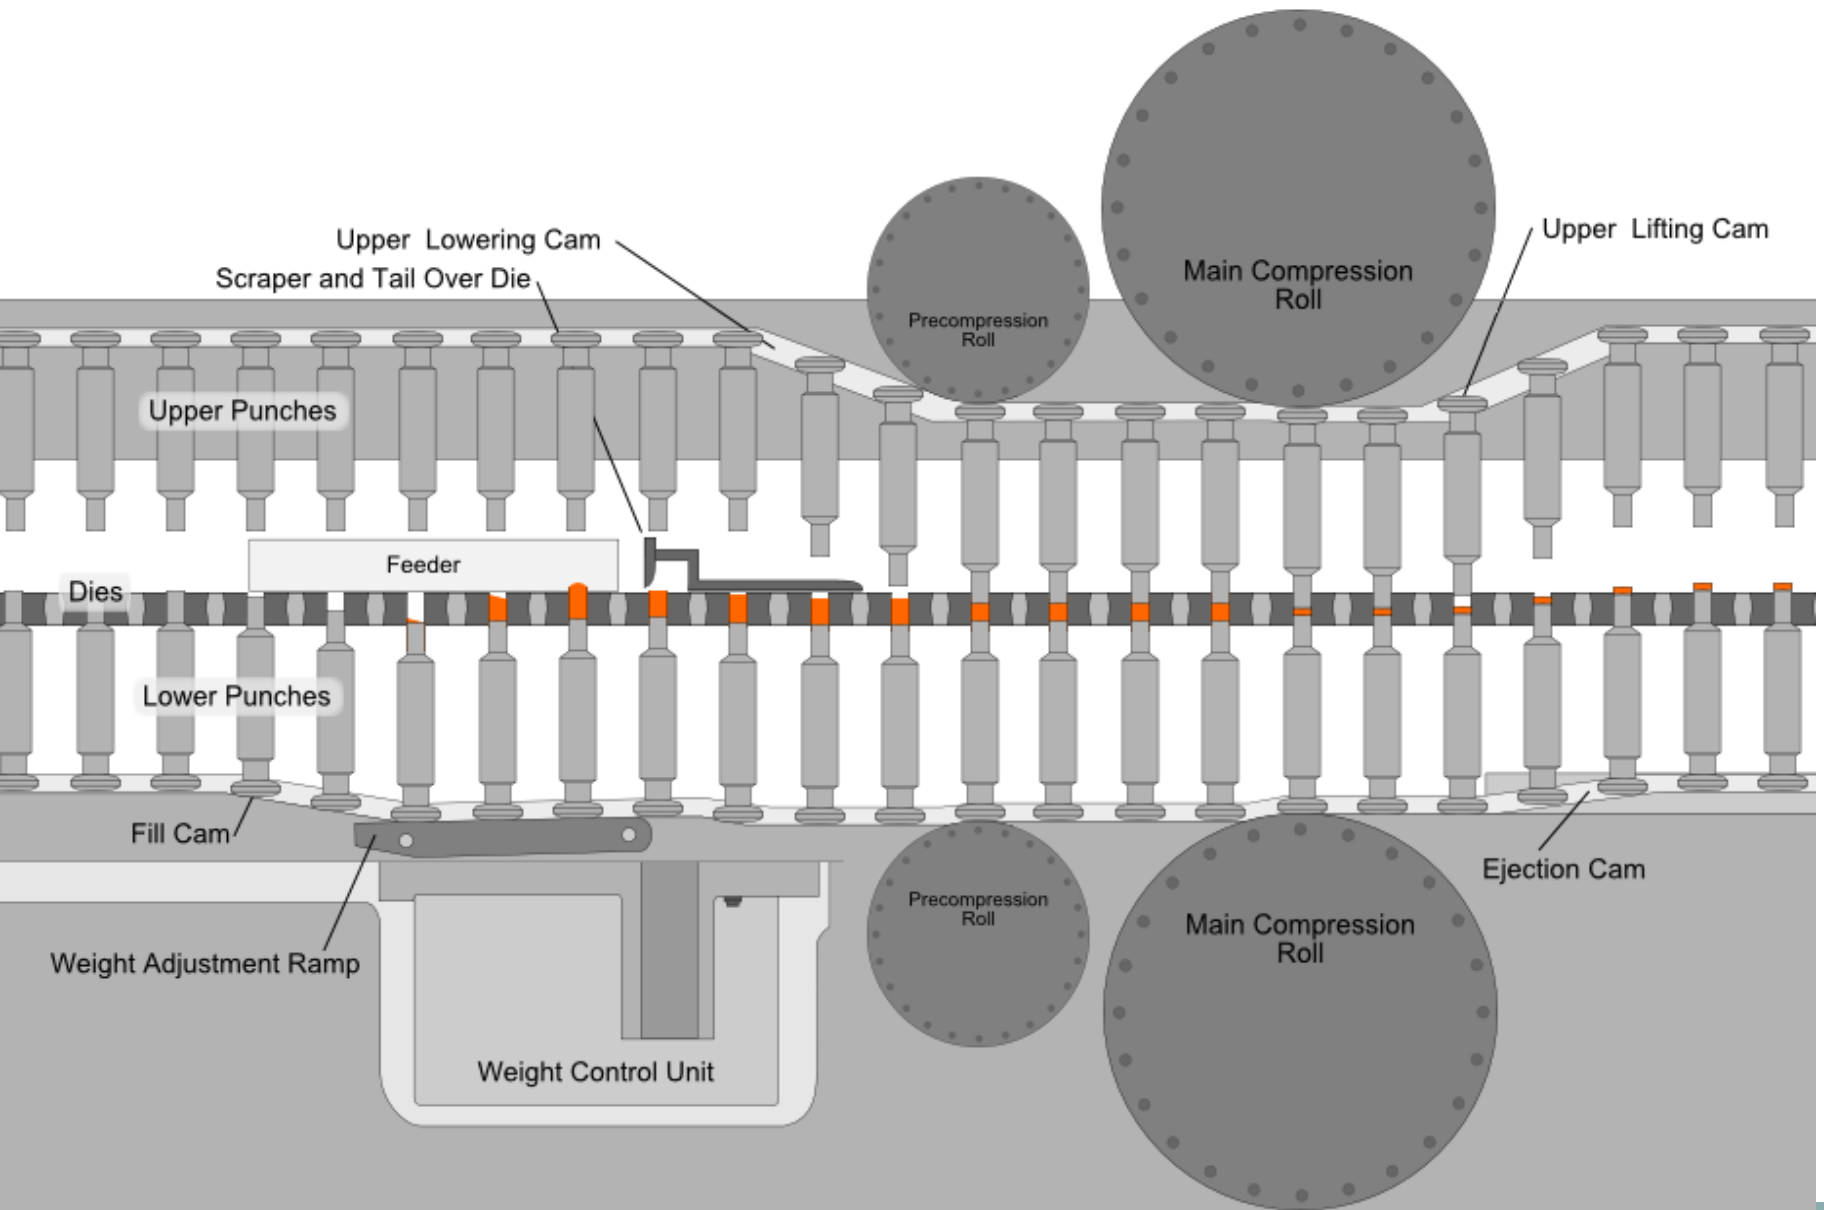 Upper Lowering Cam
Scraper and Tail Over Die
Upper Lifting Cam
Main Compression
Roll
Precompression
Roll
Upper Punches
Feeder
Dies
Lower Punches
Fill Cam
Weight Adjustment Ramp
Weight Control Unit
Precompression
Roll
Main Compression
Roll
Ejection Cam